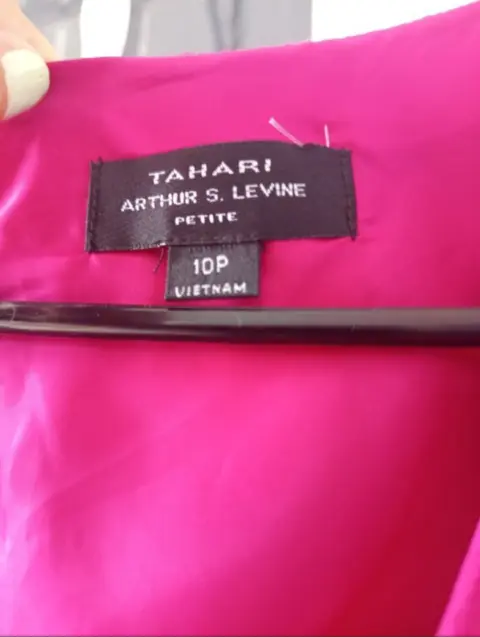 TAHARI
ARTHUR S. LEVINE
PETITE
10P
VIETNAM